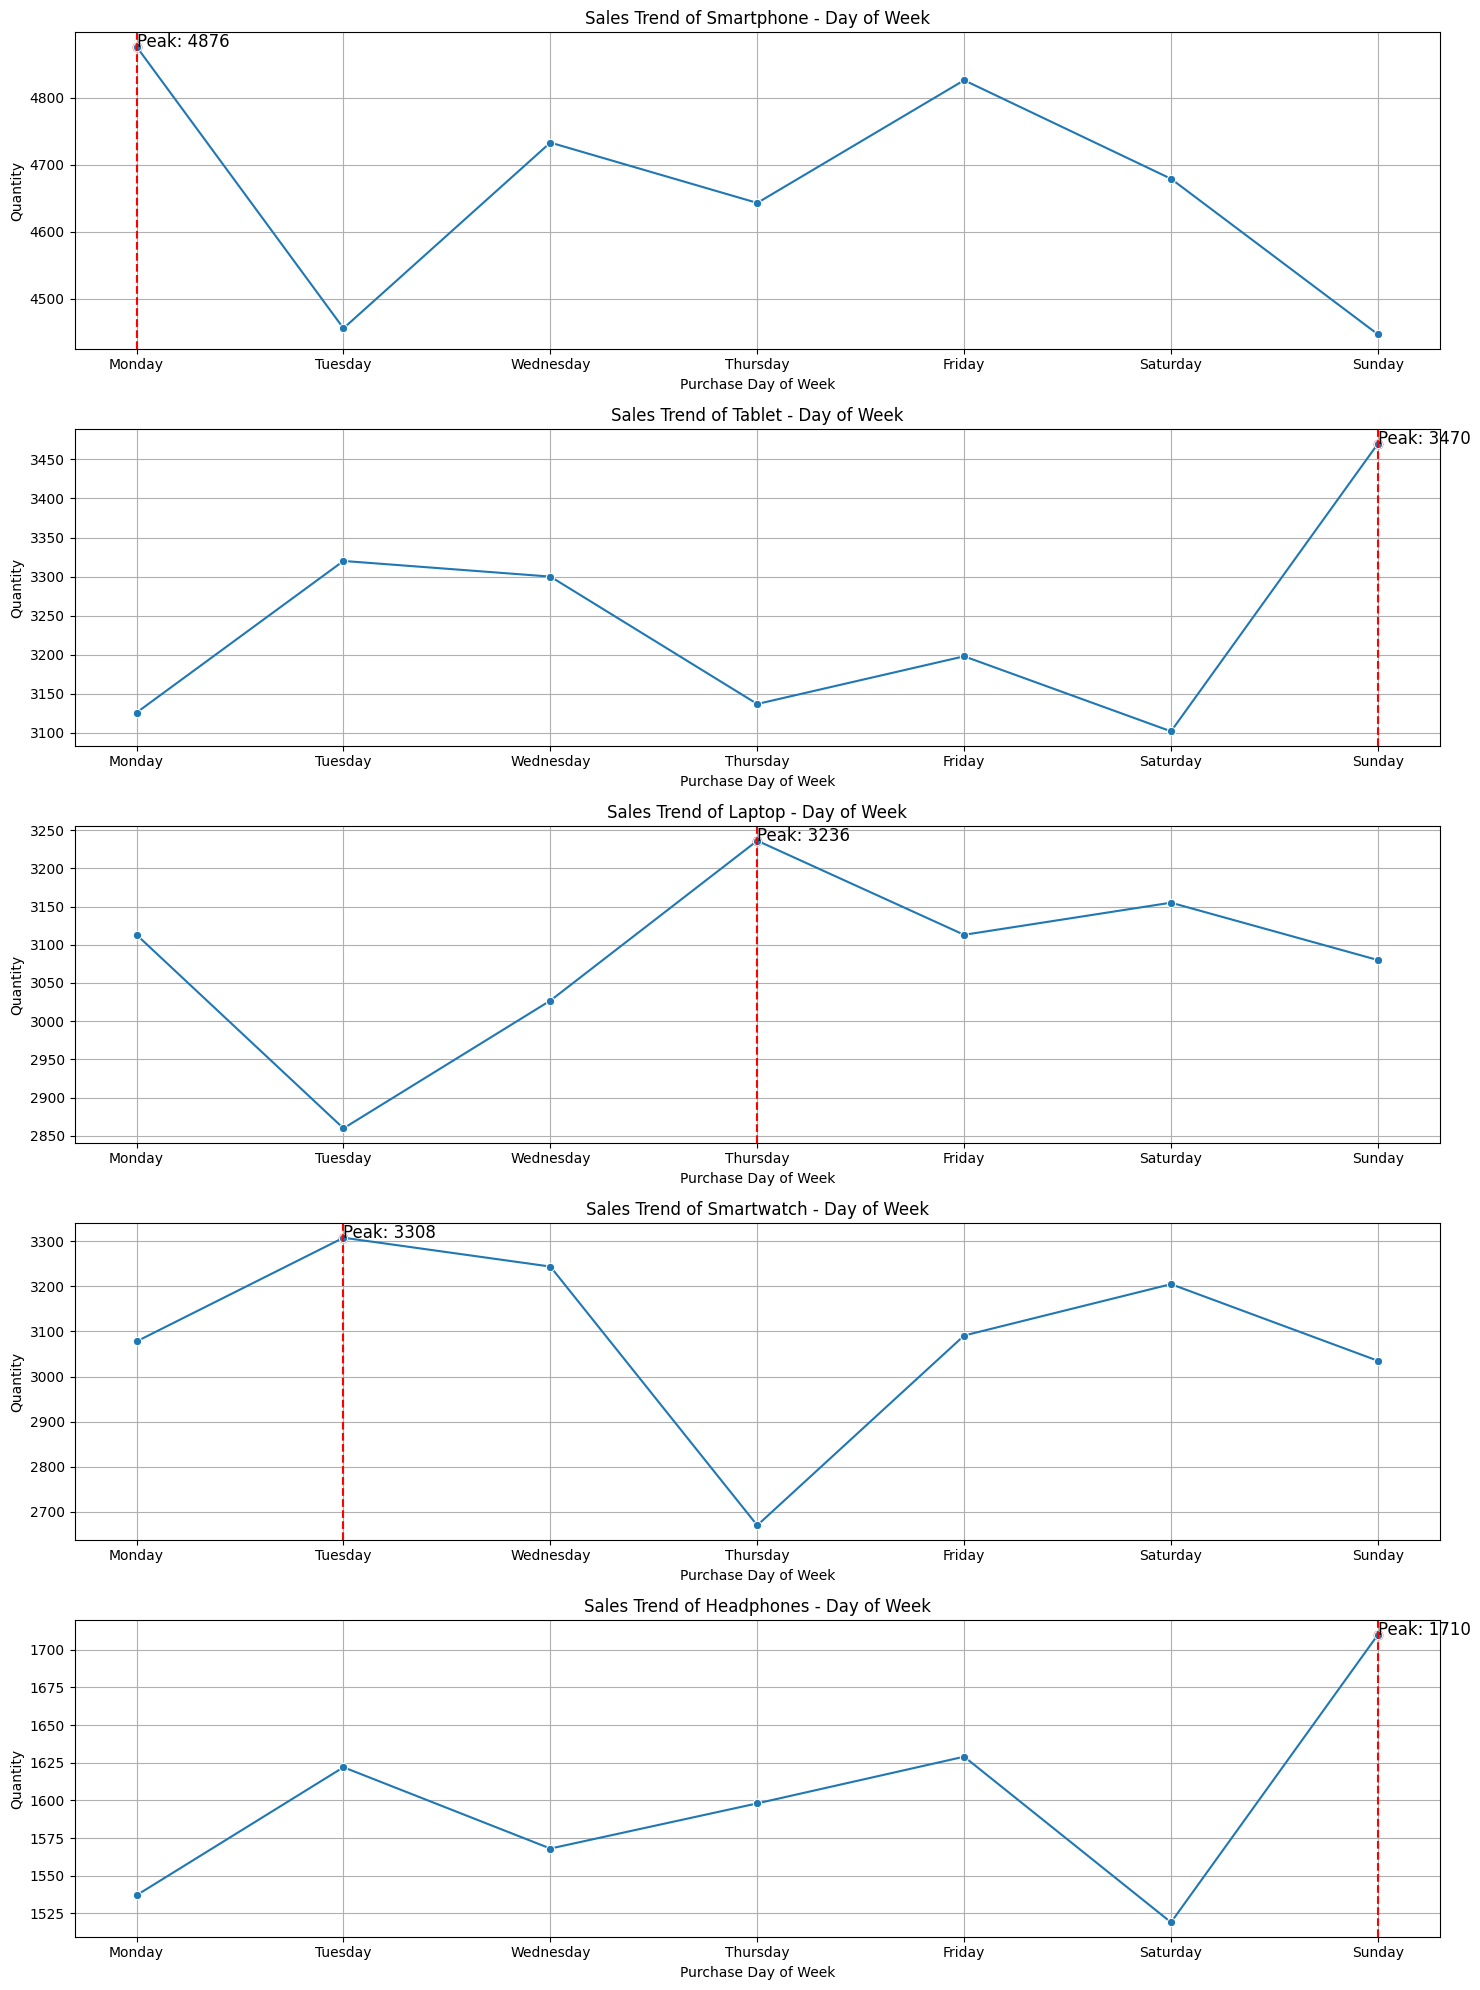 Sales Trend of Smartphone - Day of Week
Peak: 4876
4800
4700
4600
4500
Quantity
Monday Tuesday Wednesday Thursday Friday Saturday Sunday
Purchase Day of Week
Sales Trend of Tablet - Day of Week
Peak: 3470
3450
3400
3350
3300
3250
3200
3150
3100
Quantity
Monday Tuesday Wednesday Thursday Friday Saturday Sunday
Purchase Day of Week
Sales Trend of Laptop - Day of Week
Peak: 3236
3250
3200
3150
3100
3050
3000
2950
2900
2850
Quantity
Monday Tuesday Wednesday Thursday Friday Saturday Sunday
Purchase Day of Week
Sales Trend of Smartwatch - Day of Week
Peak: 3308
3300
3200
3100
3000
2900
2800
2700
Quantity
Monday Tuesday Wednesday Thursday Friday Saturday Sunday
Purchase Day of Week
Sales Trend of Headphones - Day of Week
Peak: 1710
1700
1675
1650
1625
1600
1575
1550
1525
Quantity
Monday Tuesday Wednesday Thursday Friday Saturday Sunday
Purchase Day of Week